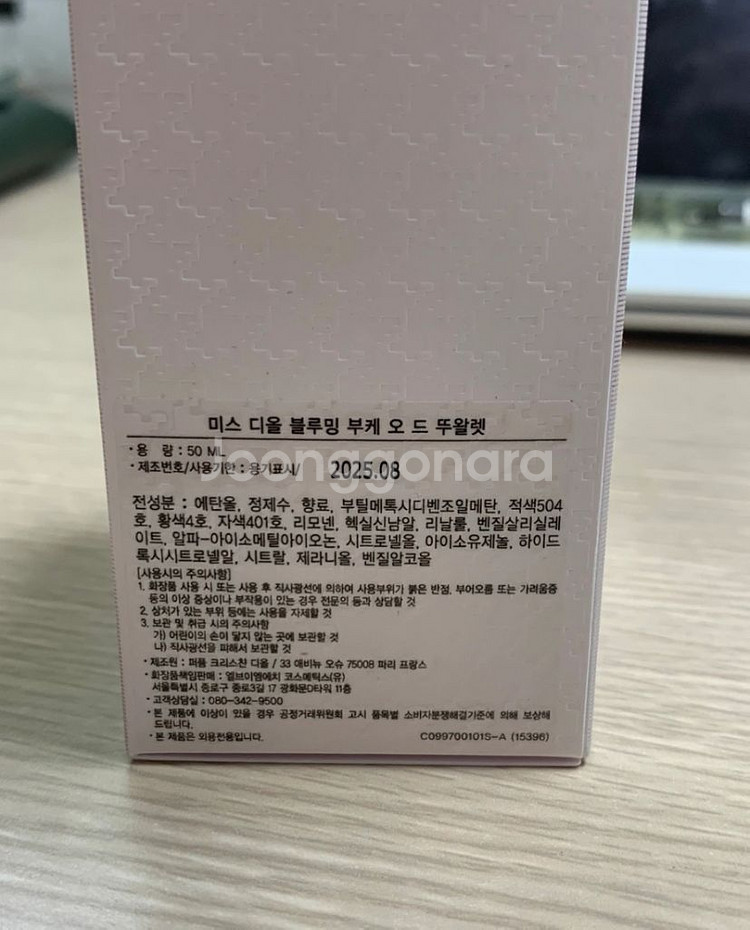 미스 디올 블루밍 부케 오 드 뚜왈렛
· 용 량 : 50 ML
· 제조번호/사용기한 : 용기표시/ 2025.08
Joonggonara
전성분 : 에탄올, 정제수, 향료, 부틸메톡시디벤조일메탄, 적색504
호, 황색4호, 자색401호, 리모넨, 헥실신남알, 리날룰, 벤질살리실레
이트, 알파-아이소메틸아이오논, 시트로넬올, 아이소유제놀, 하이드
록시시트로넬알, 시트랄, 제라니올, 벤질알코올
[사용시의 주의사항]
1. 화장품 사용 시 또는 사용 후 직사광선에 의하여 사용부위가 붉은 반점, 부어오름 또는 가려움증
등의 이상 증상이나 부작용이 있는 경우 전문의 등과 상담할 것
2. 상처가 있는 부위 등에는 사용을 자제할 것
3. 보관 및 취급 시의 주의사항
가) 어린이의 손이 닿지 않는 곳에 보관할 것
나) 직사광선을 피해서 보관할 것
· 제조원 : 퍼퓸 크리스챤 디올 / 33 애비뉴 오슈 75008 파리 프랑스
· 화장품책임판매 : 엘브이엠에치 코스메틱스(유)
서울특별시 종로구 종로3길 17 광화문D타워 11층
· 고객상담실 : 080-342-9500
· 본 제품에 이상이 있을 경우 공정거래위원회 고시 품목별 소비자분쟁해결기준에 의해 보상해
드립니다.
· 본 제품은 외용전용입니다.
C099700101S-A (15396)